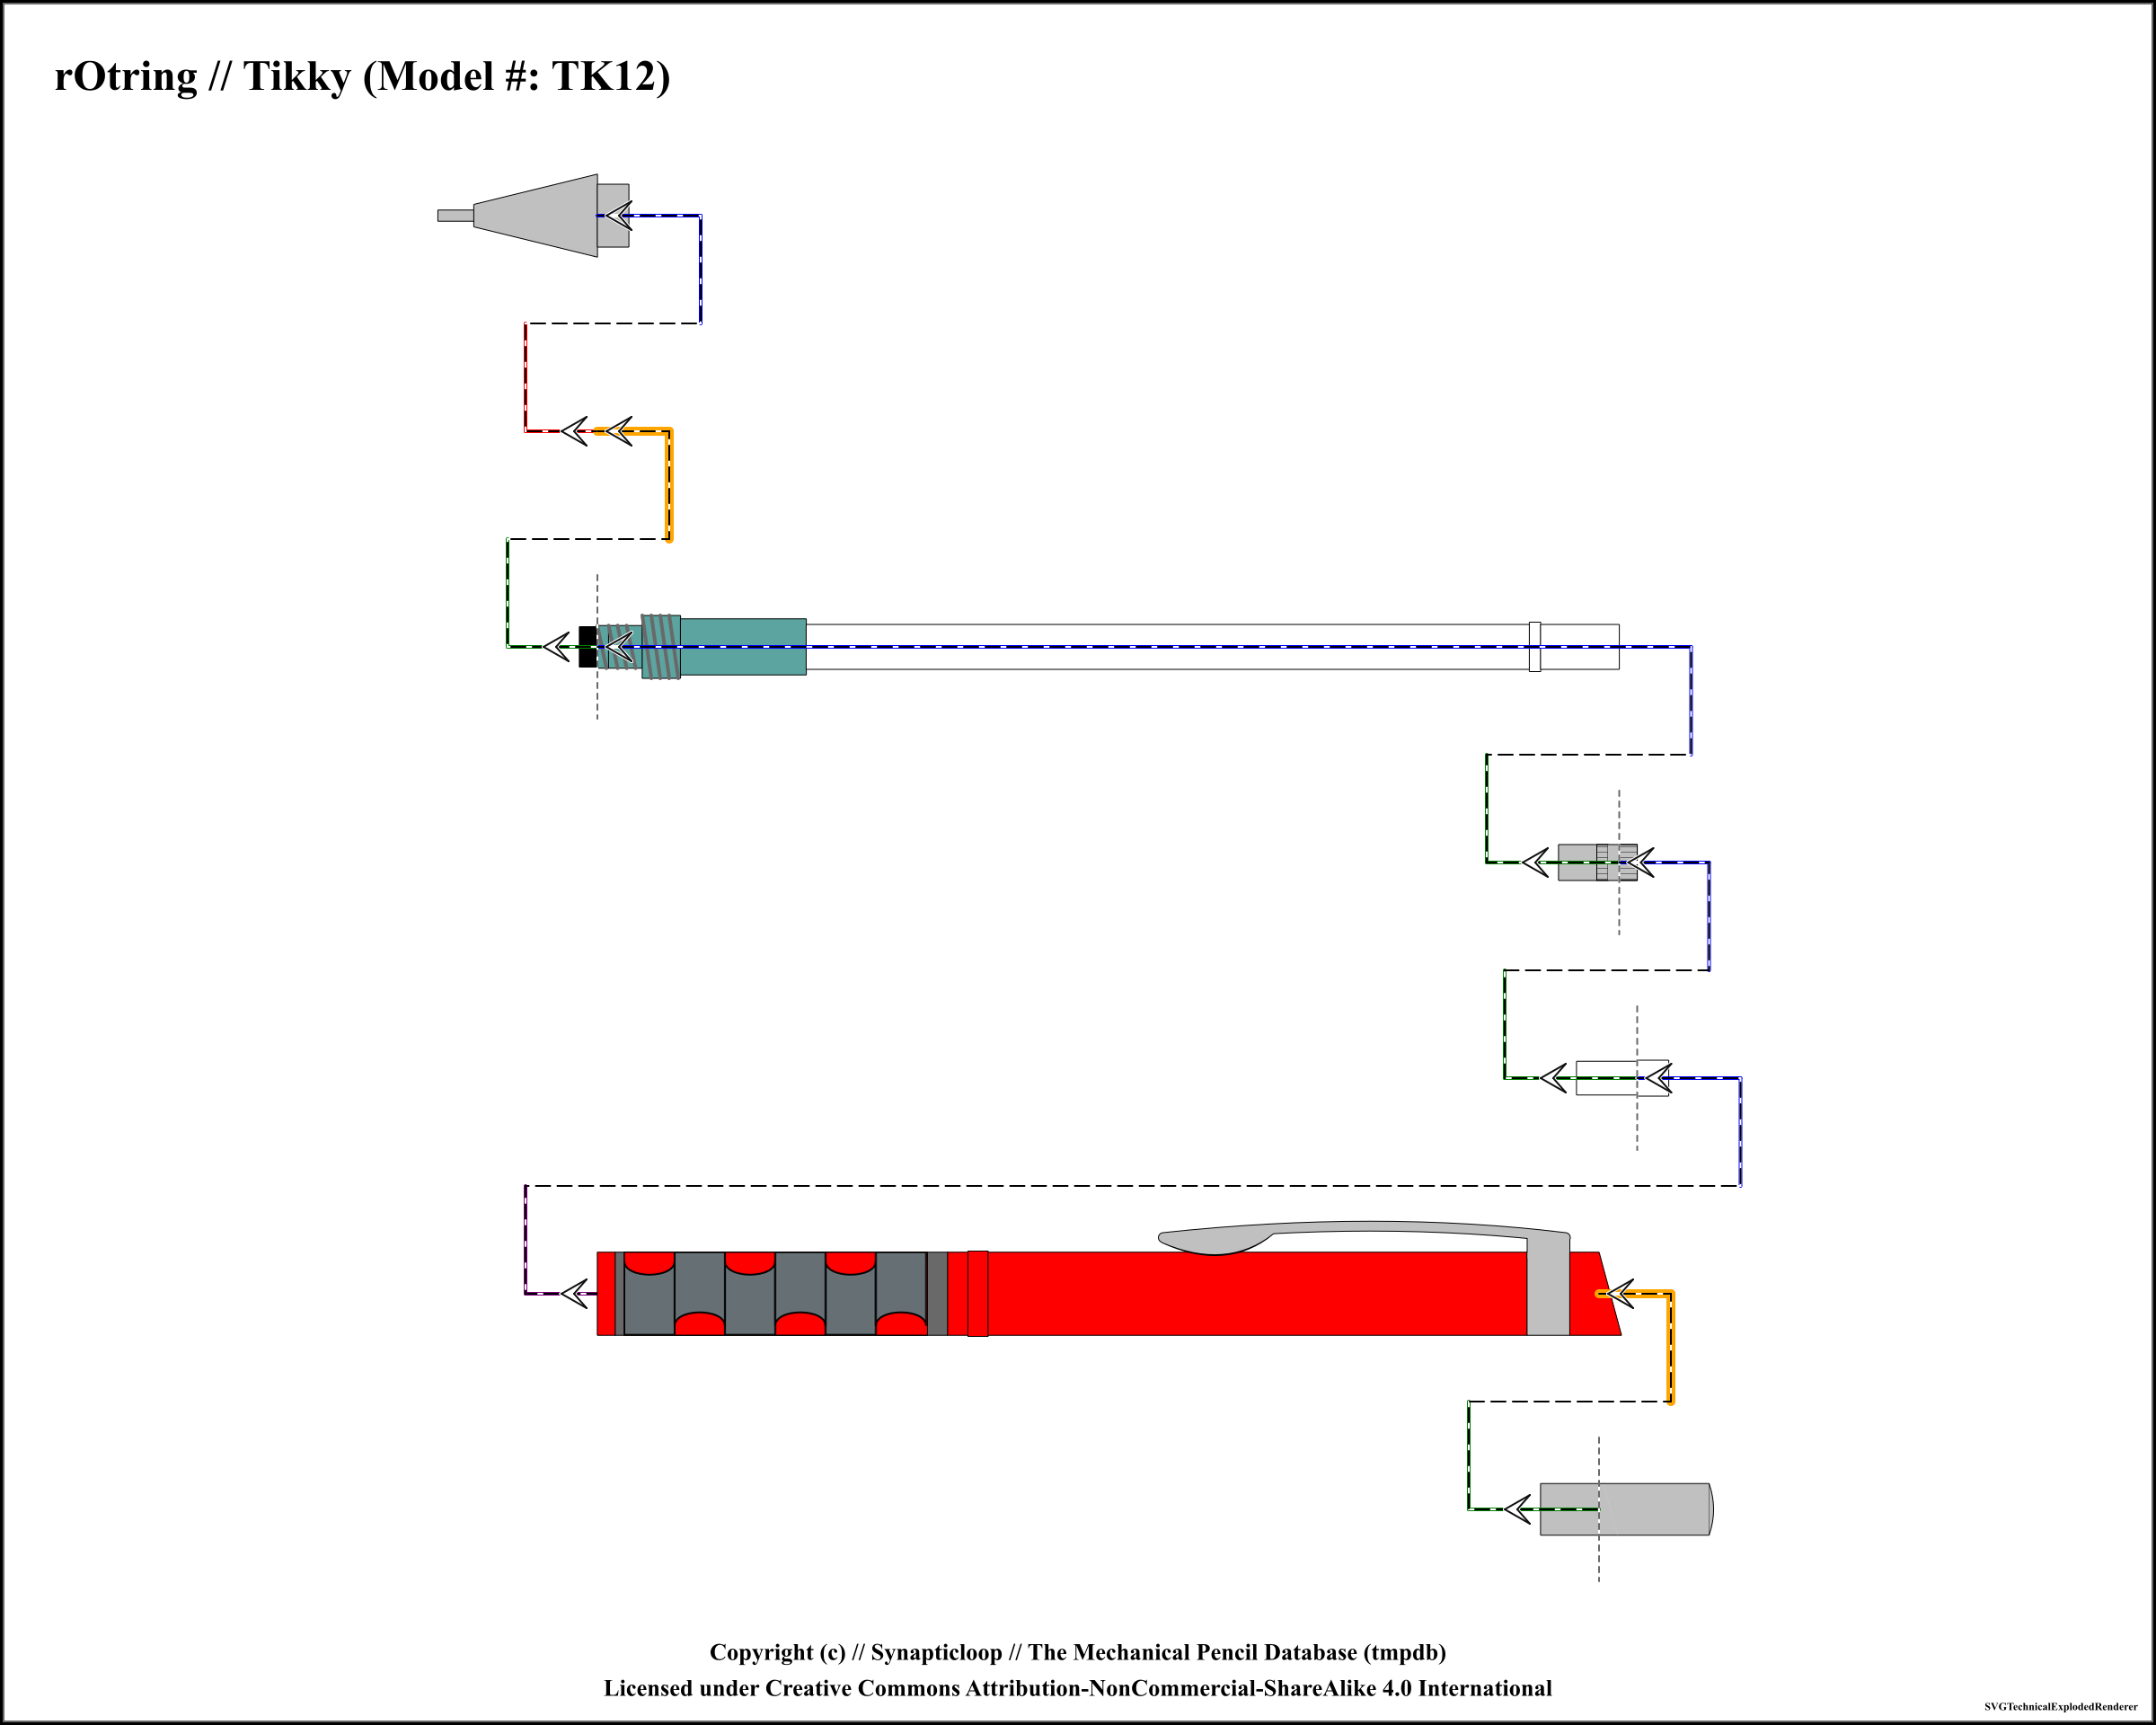 rOtring // Tikky (Model #: TK12)
Copyright (c) // Synapticloop // The Mechanical Pencil Database (tmpdb)
Licensed under Creative Commons Attribution-NonCommercial-ShareAlike 4.0 International
SVGTechnicalExplodedRenderer